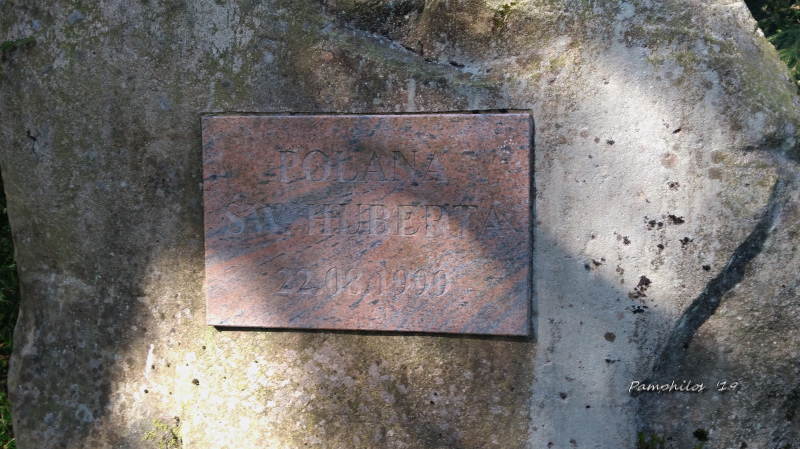 POLANA
ŚW. HUBERTA
22.08.1999
Pamphilos '19